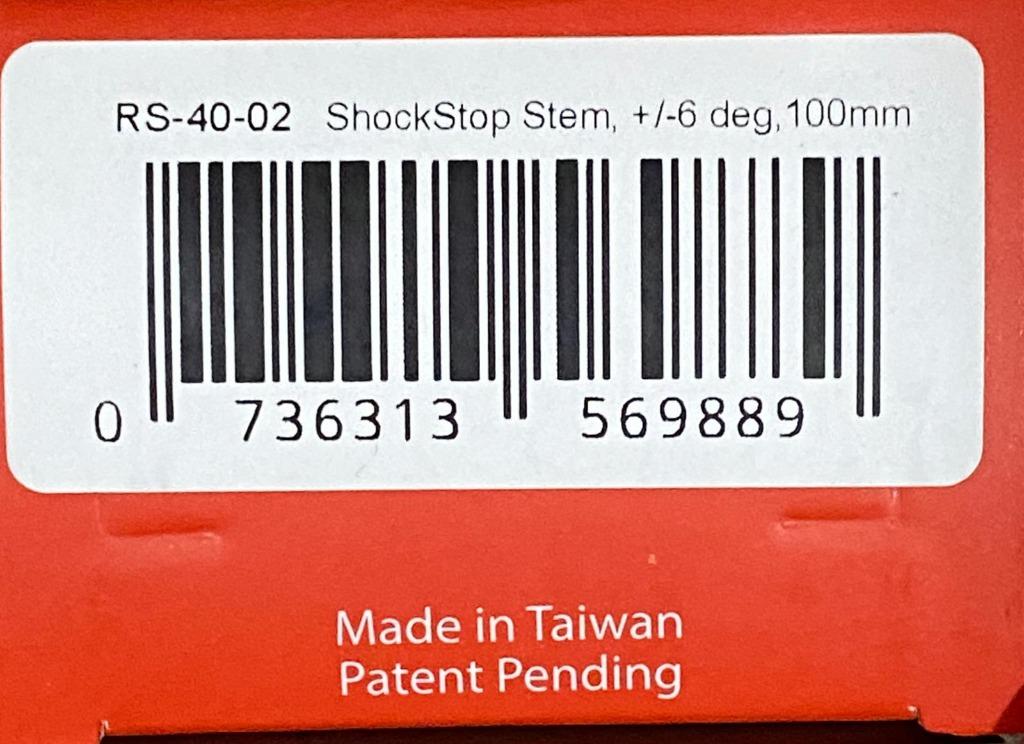 RS-40-02 ShockStop Stem, +/-6 deg,100mm
0 736313 569889
Made in Taiwan
Patent Pending